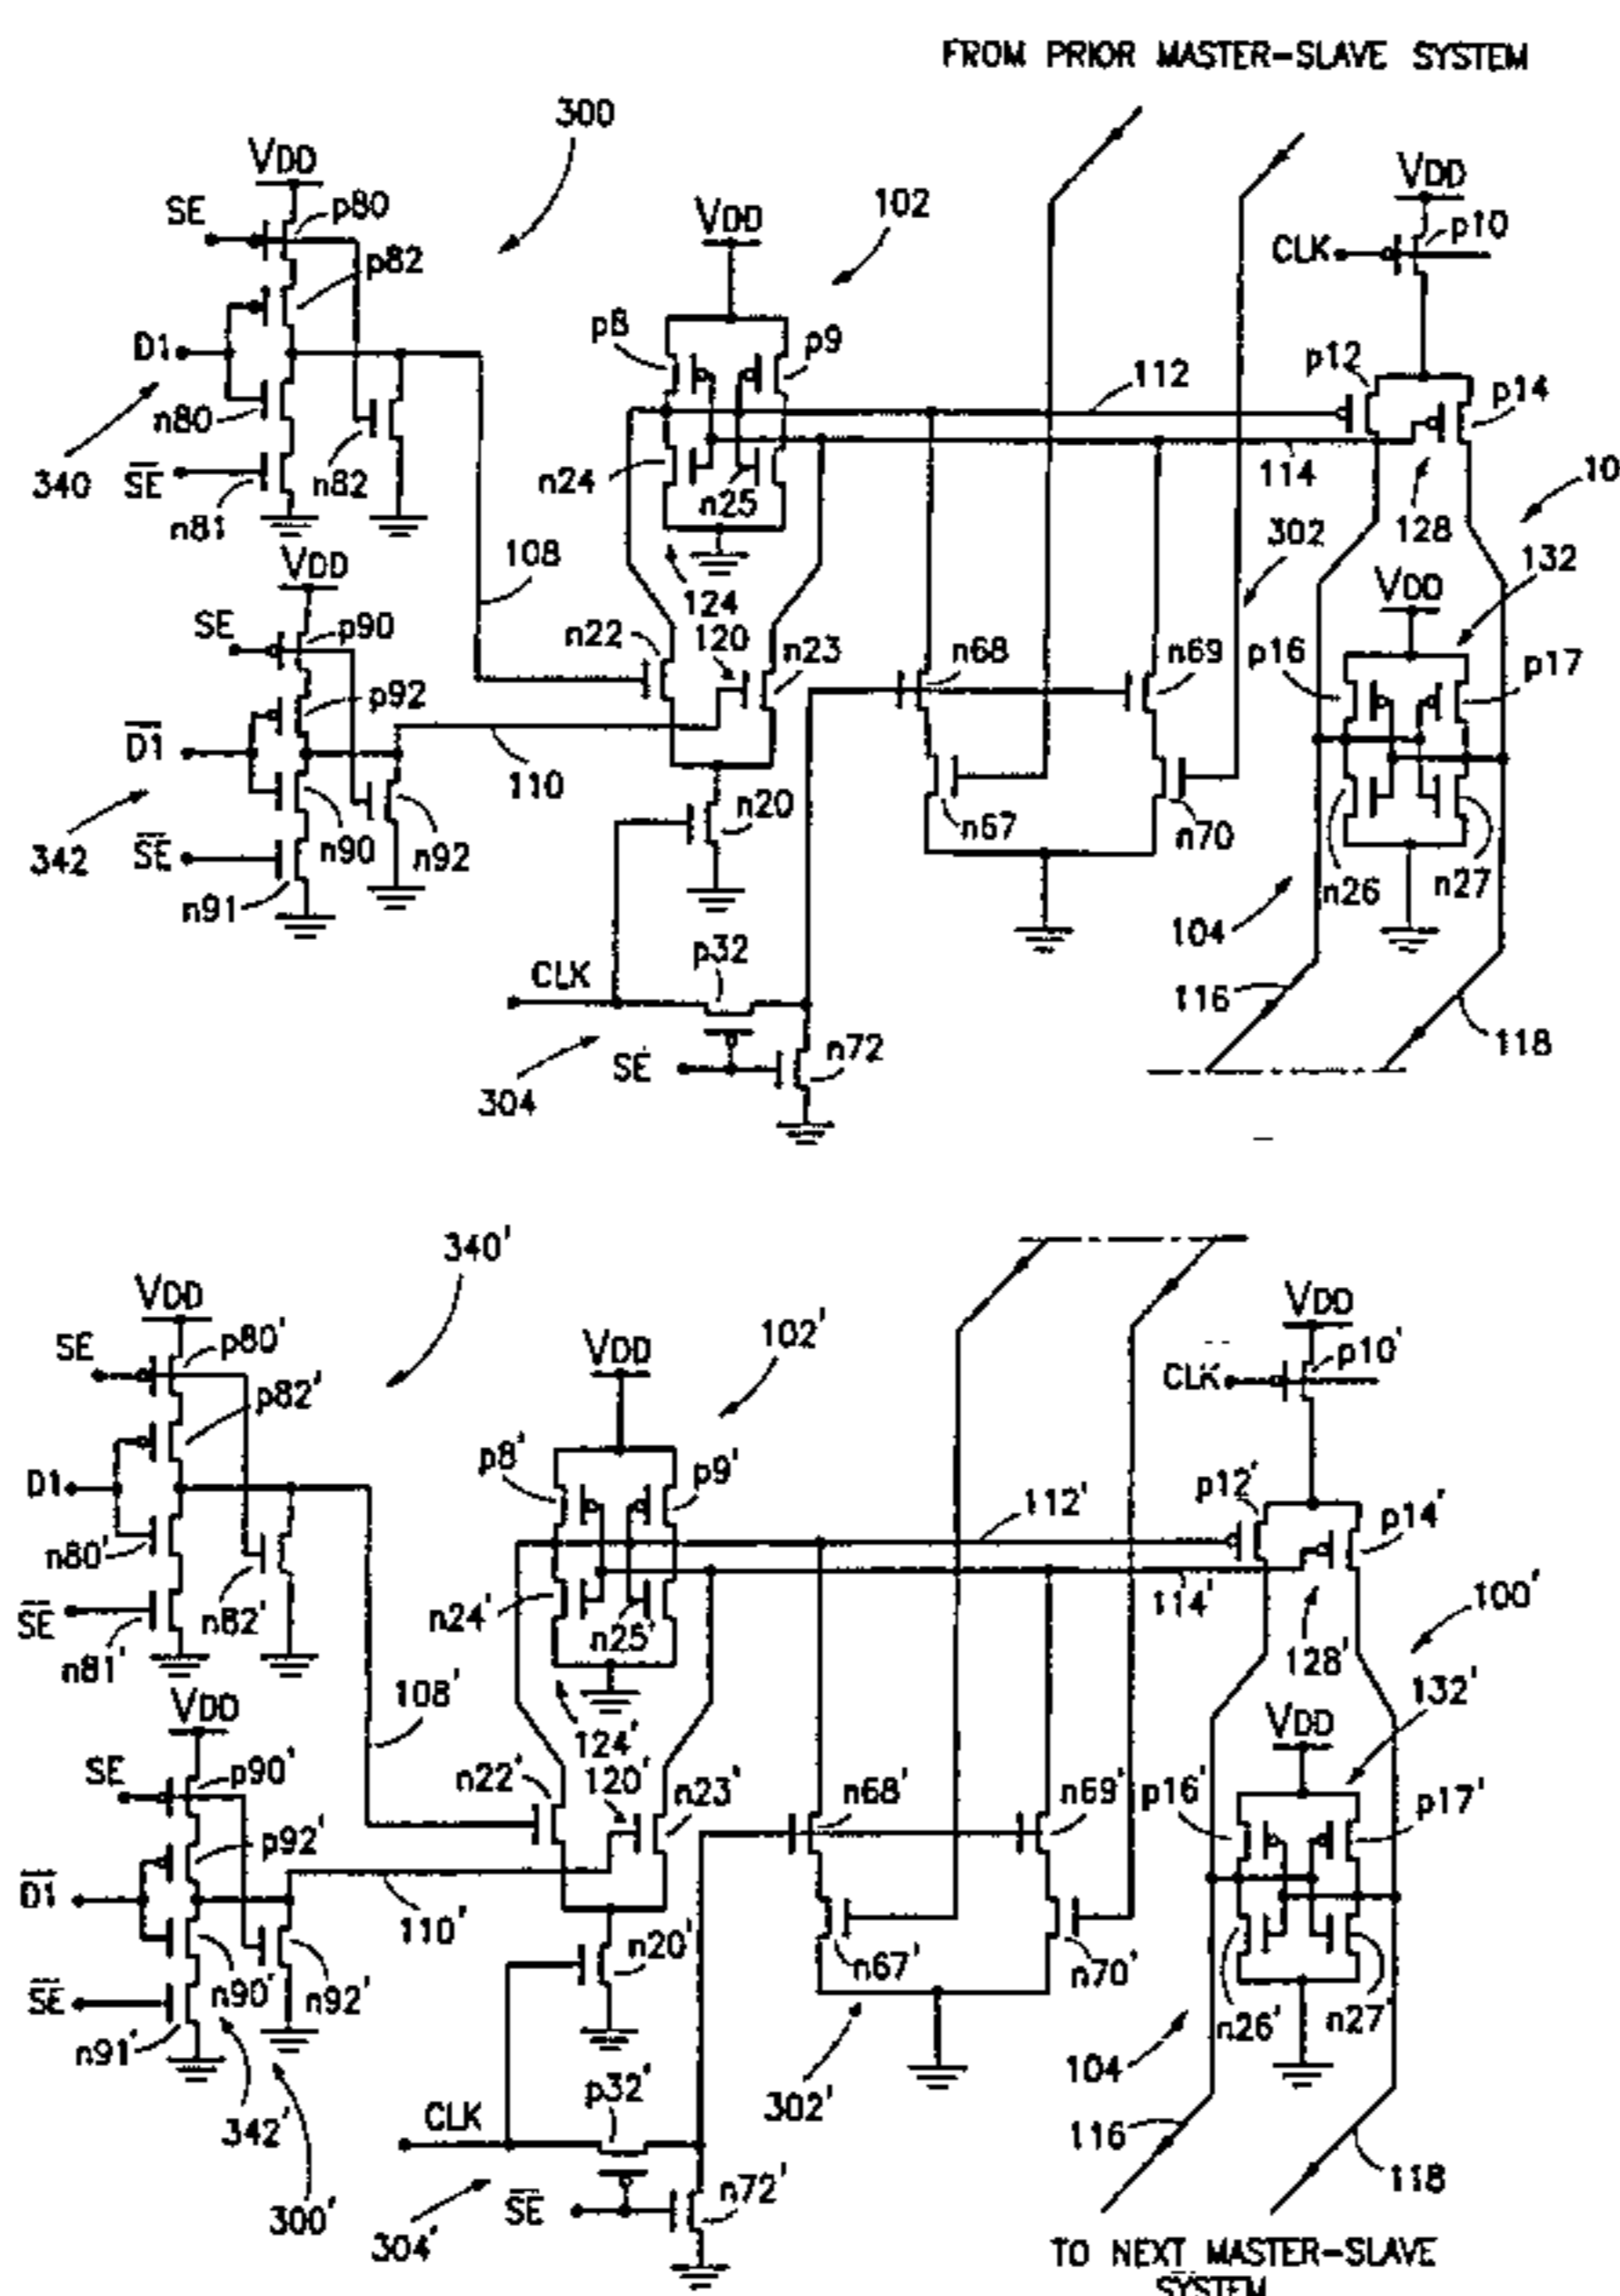 FROM PRIOR MASTER-SLAVE SYSTEM
300
VDD
SE
p80
p82
D1
n80
340
SE
n81
n82
VDD
102
p8
p9
n24
n25
124
108
112
114
VDD
CLK
p10
p12
p14
10
128
302
132
VDD
SE
p90
p92
D1
n90
342
SE
n91
n92
110
n22
120
n23
n20
n68
n69
n67
n70
p16
p17
n26
n27
104
116
118
CLK
p32
SE
n72
304
340'
VDD
SE
p80'
p82'
D1
n80'
SE
n81'
n82'
VDD
102'
p8'
p9'
n24'
n25'
124'
108'
112'
114'
VDD
CLK
p10'
p12'
p14'
100'
128'
132'
VDD
VDD
SE
p90'
p92'
D1
n90'
SE
n91'
n92'
342'
300'
110'
n22'
120'
n23'
n20'
n68'
n69'
n67'
n70'
302'
p16'
p17'
n26'
n27'
104
116
118
CLK
p32'
SE
n72'
304'
TO NEXT MASTER-SLAVE
SYSTEM